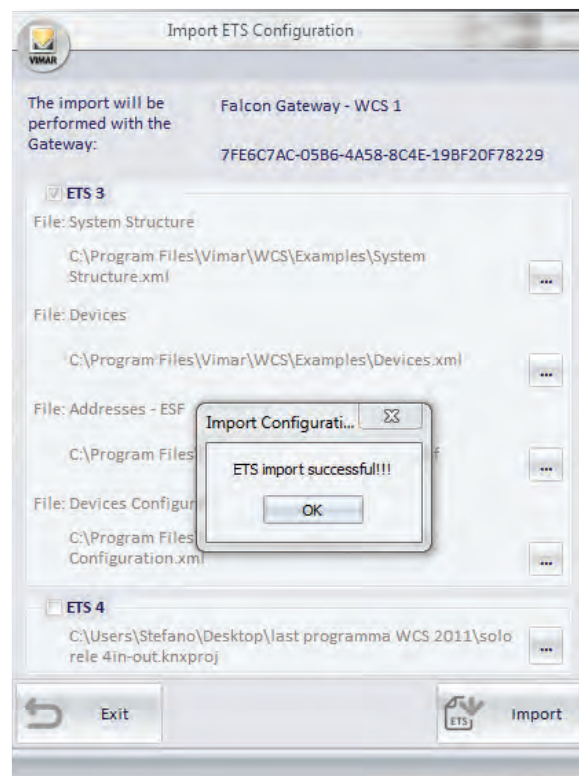 Import ETS Configuration
VIMAR
The import will be
performed with the
Gateway:
Falcon Gateway - WCS 1
7FE6C7AC-05B6-4A58-8C4E-19BF20F78229
ETS 3
File: System Structure
C:\Program Files\Vimar\WCS\Examples\System
Structure.xml
...
File: Devices
C:\Program Files\Vimar\WCS\Examples\Devices.xml
...
File: Addresses - ESF
C:\Program Files
f
...
File: Devices Configur
C:\Program Files
Configuration.xml
...
Import Configurati...
ETS import successful!!!
OK
ETS 4
C:\Users\Stefano\Desktop\last programma WCS 2011\solo
rele 4in-out.knxproj
...
Exit
ETS
Import